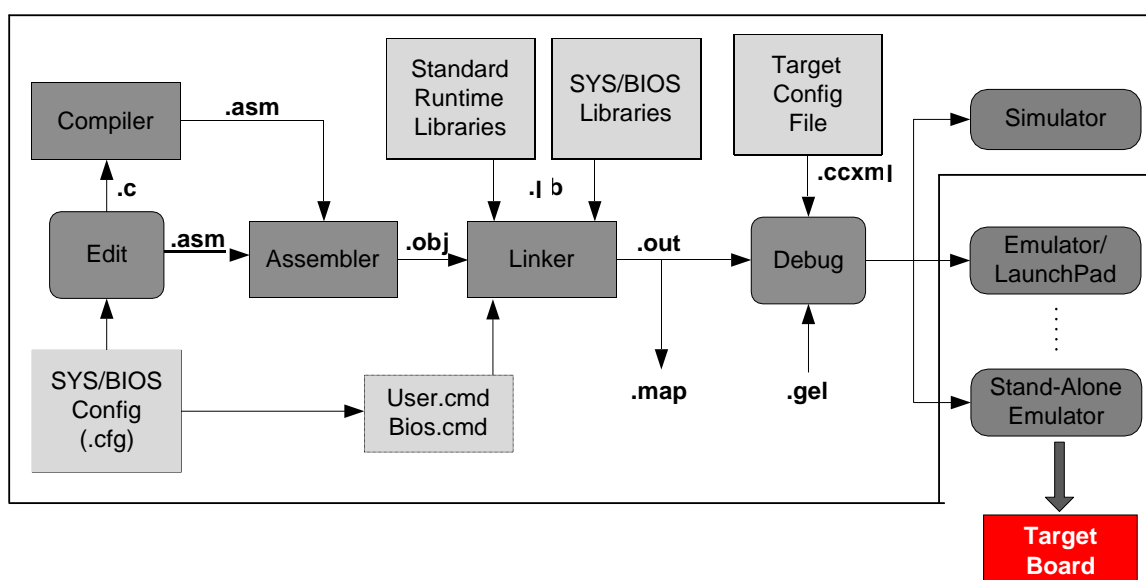 Standard
Runtime
Libraries
SYS/BIOS
Libraries
Target
Config
File
Compiler
.asm
Simulator
.c
.l b
.ccxml
Edit
.asm
Assembler
.obj
Linker
.out
Debug
Emulator/
LaunchPad
SYS/BIOS
Config
(.cfg)
User.cmd
Bios.cmd
.map
.gel
Stand-Alone
Emulator
Target
Board